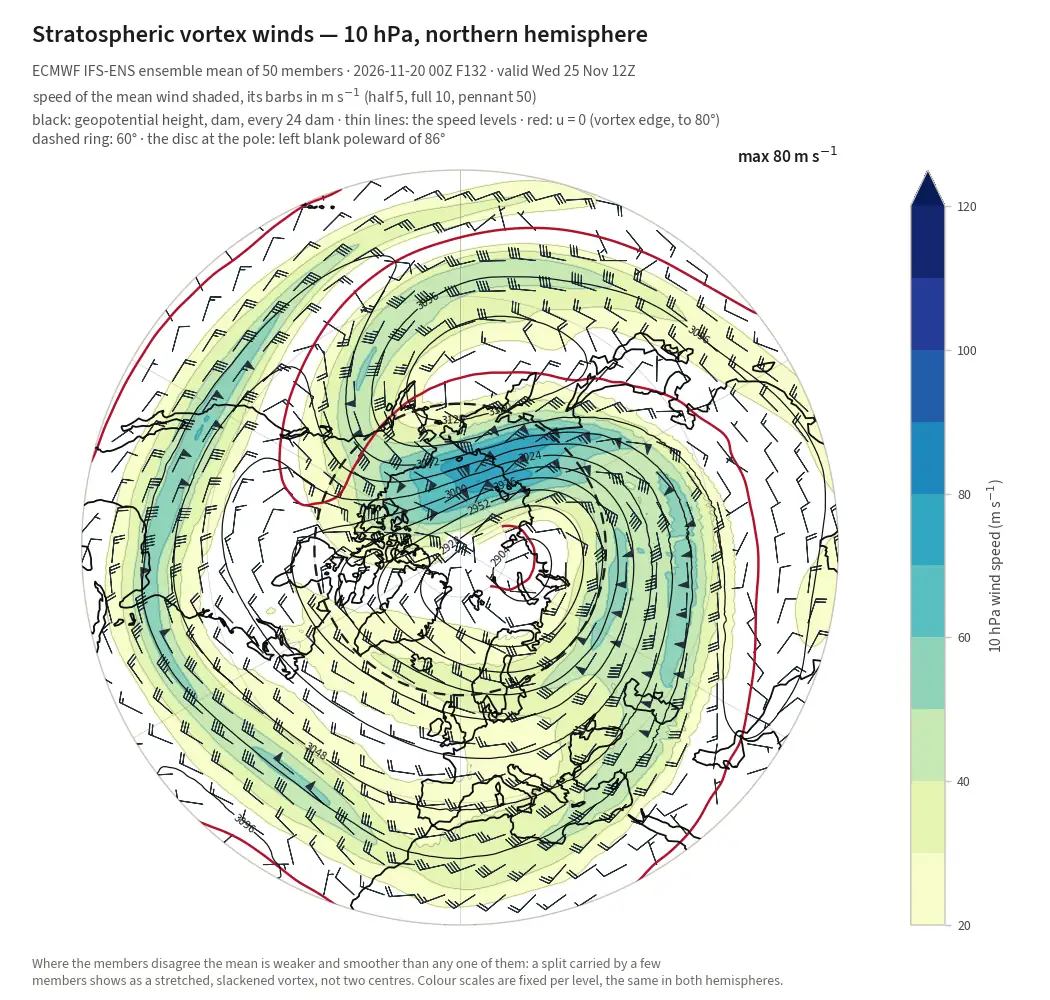 Stratospheric vortex winds — 10 hPa, northern hemisphere
ECMWF IFS-ENS ensemble mean of 50 members · 2026-11-20 00Z F132 · valid Wed 25 Nov 12Z
speed of the mean wind shaded, its barbs in m s⁻¹ (half 5, full 10, pennant 50)
black: geopotential height, dam, every 24 dam · thin lines: the speed levels · red: u = 0 (vortex edge, to 80°)
dashed ring: 60° · the disc at the pole: left blank poleward of 86°
max 80 m s⁻¹
120
100
80
60
40
20
10 hPa wind speed (m s⁻¹)
3096
3096
3072
3024
3000
2976
2952
2928
2904
3048
3096
Where the members disagree the mean is weaker and smoother than any one of them: a split carried by a few
members shows as a stretched, slackened vortex, not two centres. Colour scales are fixed per level, the same in both hemispheres.